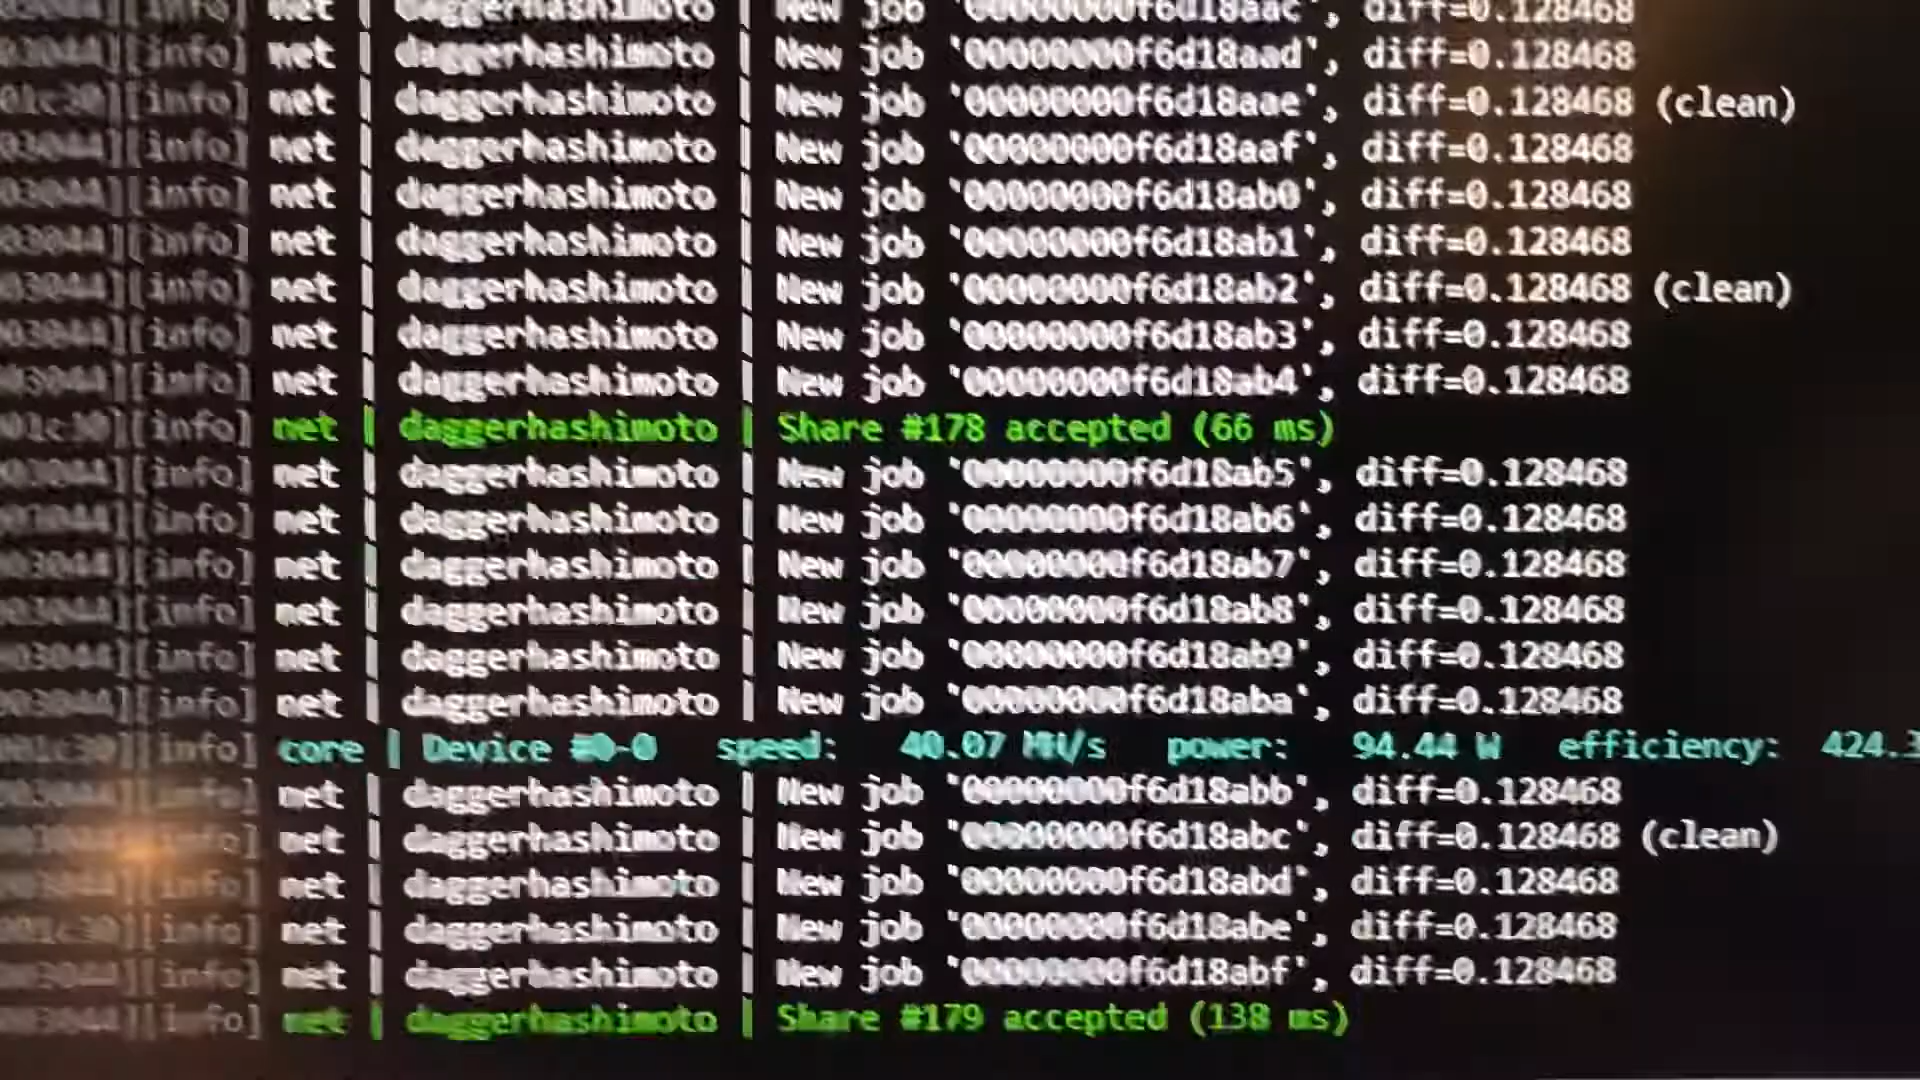 03044][info] net | daggerhashimoto | New job '00000000f6d18aac', diff=0.128468
03044][info] net | daggerhashimoto | New job '00000000f6d18aad', diff=0.128468
01c30][info] net | daggerhashimoto | New job '00000000f6d18aae', diff=0.128468 (clean)
03044][info] net | daggerhashimoto | New job '00000000f6d18aaf', diff=0.128468
03044][info] net | daggerhashimoto | New job '00000000f6d18ab0', diff=0.128468
03044][info] net | daggerhashimoto | New job '00000000f6d18ab1', diff=0.128468
03044][info] net | daggerhashimoto | New job '00000000f6d18ab2', diff=0.128468 (clean)
03044][info] net | daggerhashimoto | New job '00000000f6d18ab3', diff=0.128468
03044][info] net | daggerhashimoto | New job '00000000f6d18ab4', diff=0.128468
01c30][info] net | daggerhashimoto | Share #178 accepted (66 ms)
03044][info] net | daggerhashimoto | New job '00000000f6d18ab5', diff=0.128468
03044][info] net | daggerhashimoto | New job '00000000f6d18ab6', diff=0.128468
03044][info] net | daggerhashimoto | New job '00000000f6d18ab7', diff=0.128468
03044][info] net | daggerhashimoto | New job '00000000f6d18ab8', diff=0.128468
03044][info] net | daggerhashimoto | New job '00000000f6d18ab9', diff=0.128468
03044][info] net | daggerhashimoto | New job '00000000f6d18aba', diff=0.128468
01c30][info] core | Device #0-0 speed: 40.07 MH/s power: 94.44 W efficiency: 424.3
03044][info] net | daggerhashimoto | New job '00000000f6d18abb', diff=0.128468
03044][info] net | daggerhashimoto | New job '00000000f6d18abc', diff=0.128468 (clean)
03044][info] net | daggerhashimoto | New job '00000000f6d18abd', diff=0.128468
01c30][info] net | daggerhashimoto | New job '00000000f6d18abe', diff=0.128468
03044][info] net | daggerhashimoto | New job '00000000f6d18abf', diff=0.128468
03044][info] net | daggerhashimoto | Share #179 accepted (138 ms)